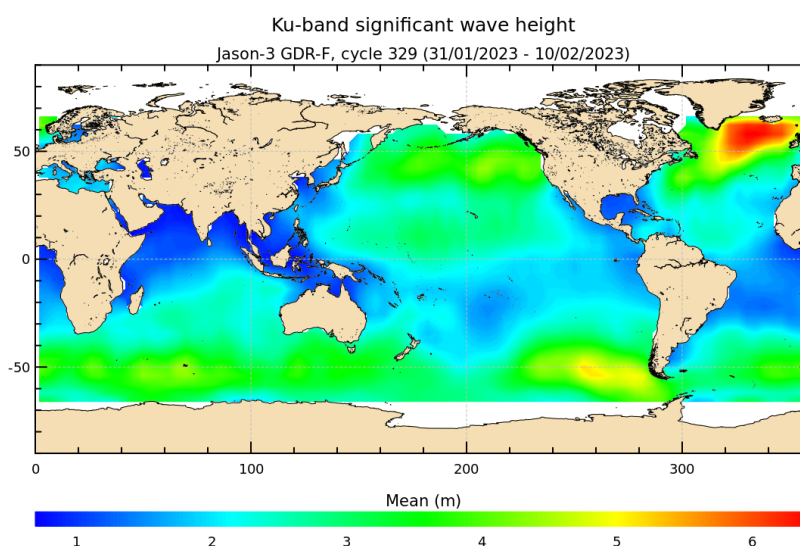 Ku-band significant wave height
Jason-3 GDR-F, cycle 329 (31/01/2023 - 10/02/2023)
50
0
-50
0 100 200 300
Mean (m)
1 2 3 4 5 6